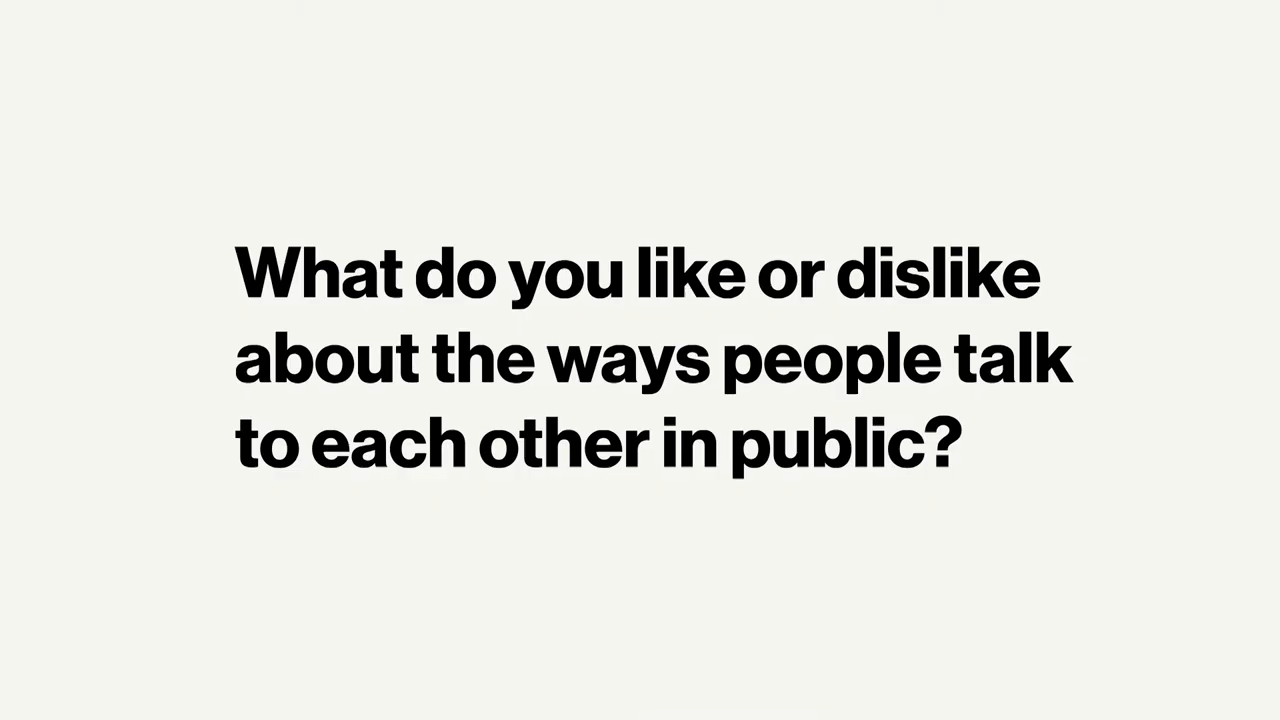 What do you like or dislike
about the ways people talk
to each other in public?